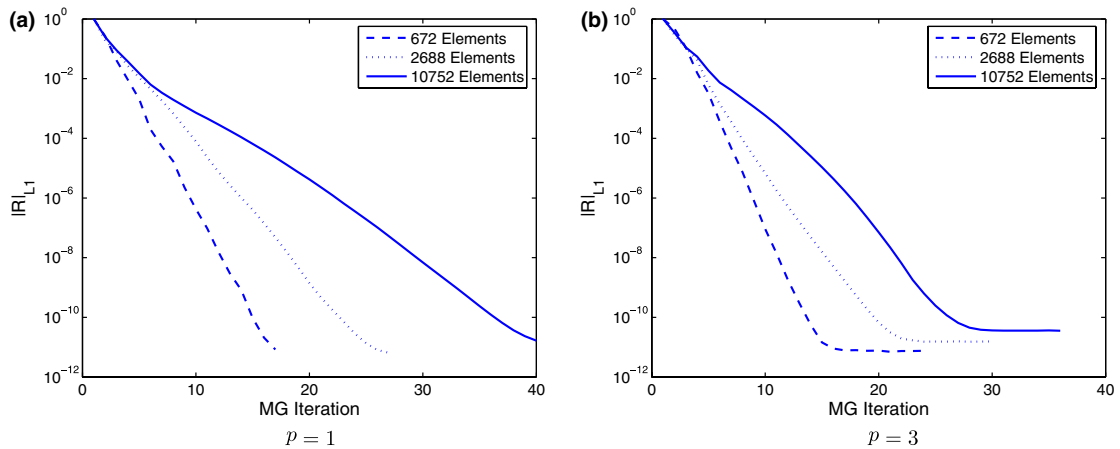 (a)
10^0
10^-2
10^-4
10^-6
10^-8
10^-10
10^-12
|R|_L1
672 Elements
2688 Elements
10752 Elements
0 10 20 30 40
MG Iteration
p = 1
(b)
10^0
10^-2
10^-4
10^-6
10^-8
10^-10
10^-12
|R|_L1
672 Elements
2688 Elements
10752 Elements
0 10 20 30 40
MG Iteration
p = 3